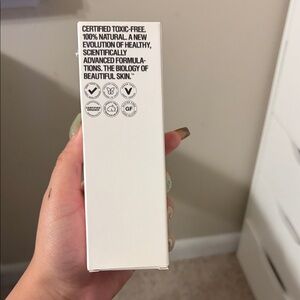 CERTIFIED TOXIC-FREE.
100% NATURAL. A NEW
EVOLUTION OF HEALTHY,
SCIENTIFICALLY
ADVANCED FORMULA-
TIONS. THE BIOLOGY OF
BEAUTIFUL SKIN.™
GF